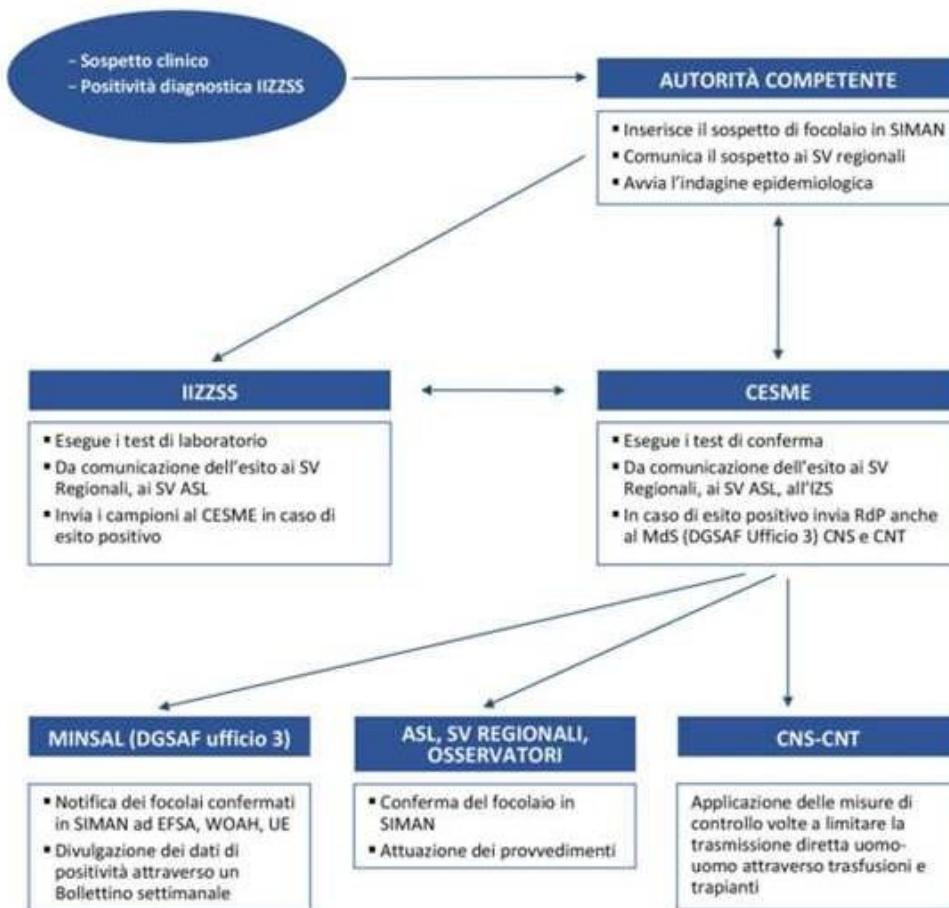 – Sospetto clinico
– Positività diagnostica IIZZSS
AUTORITÀ COMPETENTE
▪ Inserisce il sospetto di focolaio in SIMAN
▪ Comunica il sospetto ai SV regionali
▪ Avvia l'indagine epidemiologica
IIZZSS
▪ Esegue i test di laboratorio
▪ Da comunicazione dell'esito ai SV
Regionali, ai SV ASL
▪ Invia i campioni al CESME in caso di
esito positivo
CESME
▪ Esegue i test di conferma
▪ Da comunicazione dell'esito ai SV
Regionali, ai SV ASL, all'IZS
▪ In caso di esito positivo invia RdP anche
al MdS (DGSAF Ufficio 3) CNS e CNT
MINSAL (DGSAF ufficio 3)
▪ Notifica dei focolai confermati
in SIMAN ad EFSA, WOAH, UE
▪ Divulgazione dei dati di
positività attraverso un
Bollettino settimanale
ASL, SV REGIONALI,
OSSERVATORI
▪ Conferma del focolaio in
SIMAN
▪ Attuazione dei provvedimenti
CNS-CNT
Applicazione delle misure di
controllo volte a limitare la
trasmissione diretta uomo-
uomo attraverso trasfusioni e
trapianti